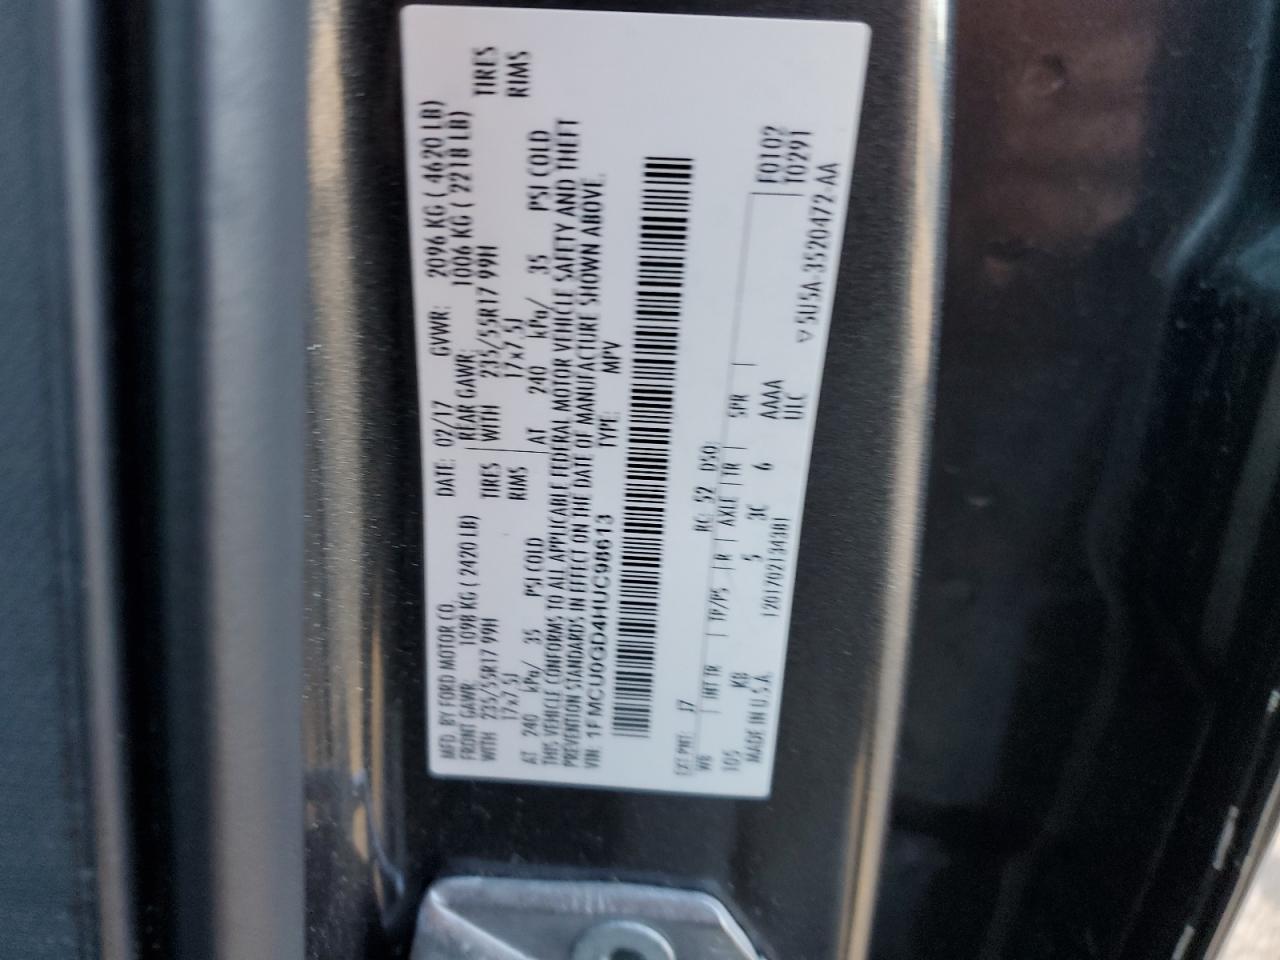 MFD. BY FORD MOTOR CO. DATE: 02/17 GVWR: 2096 KG ( 4620 LB)
FRONT GAWR: 1098 KG ( 2420 LB) REAR GAWR: 1006 KG ( 2218 LB)
WITH 235/55R17 99H TIRES WITH 235/55R17 99H TIRES
17x7.5J RIMS 17x7.5J RIMS
AT 240 kPa/ 35 PSI COLD AT 240 kPa/ 35 PSI COLD
THIS VEHICLE CONFORMS TO ALL APPLICABLE FEDERAL MOTOR VEHICLE SAFETY AND THEFT
PREVENTION STANDARDS IN EFFECT ON THE DATE OF MANUFACTURE SHOWN ABOVE.
VIN: 1FMCU0GD4HUC98613 TYPE: MPV
EXT PNT: J7 RC: 52 DSO:
WB INT TR TP/PS R AXLE TR SPR F0102
105 KB 5 3C 6 AAAA T0291
MADE IN U.S.A. 12017021343B1 UIC
5U5A-3520472-AA